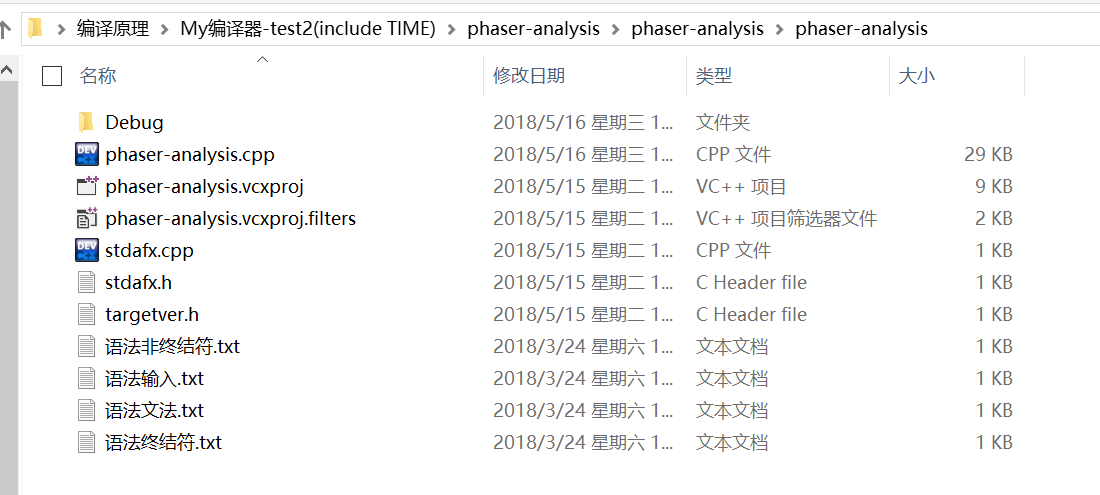 编译原理 My编译器-test2(include TIME) phaser-analysis phaser-analysis phaser-analysis
名称 修改日期 类型 大小
Debug 2018/5/16 星期三 1... 文件夹
phaser-analysis.cpp 2018/5/16 星期三 1... CPP 文件 29 KB
phaser-analysis.vcxproj 2018/5/15 星期二 1... VC++ 项目 9 KB
phaser-analysis.vcxproj.filters 2018/5/15 星期二 1... VC++ 项目筛选器文件 2 KB
stdafx.cpp 2018/5/15 星期二 1... CPP 文件 1 KB
stdafx.h 2018/5/15 星期二 1... C Header file 1 KB
targetver.h 2018/5/15 星期二 1... C Header file 1 KB
语法非终结符.txt 2018/3/24 星期六 1... 文本文档 1 KB
语法输入.txt 2018/3/24 星期六 1... 文本文档 1 KB
语法文法.txt 2018/3/24 星期六 1... 文本文档 1 KB
语法终结符.txt 2018/3/24 星期六 1... 文本文档 1 KB